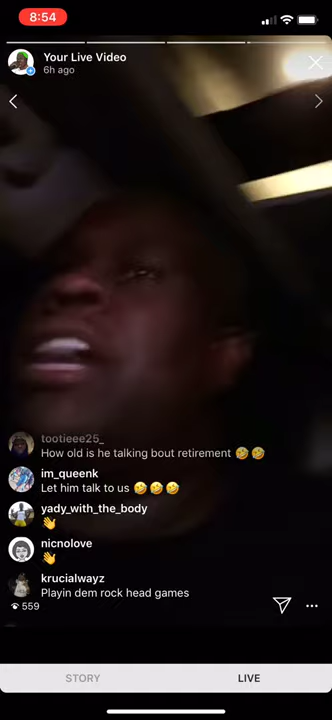 8:54
Your Live Video
6h ago
tootieee25_
How old is he talking bout retirement 🤣🤣
im_queenk
Let him talk to us 🤣🤣🤣
yady_with_the_body
👋
nicnolove
👋
krucialwayz
Playin dem rock head games
559
STORY LIVE